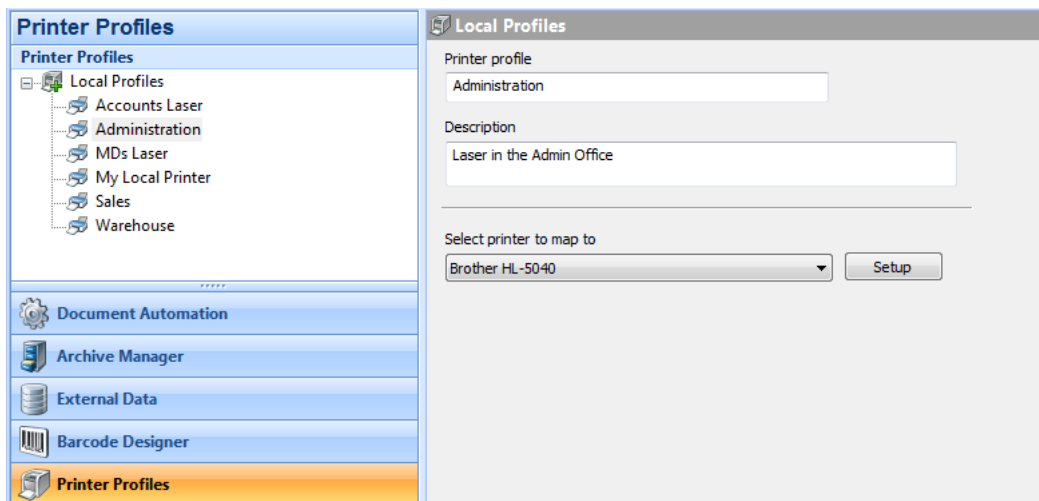 Printer Profiles
Printer Profiles
Local Profiles
Accounts Laser
Administration
MDs Laser
My Local Printer
Sales
Warehouse
Document Automation
Archive Manager
External Data
Barcode Designer
Printer Profiles
Local Profiles
Printer profile
Administration
Description
Laser in the Admin Office
Select printer to map to
Brother HL-5040
Setup